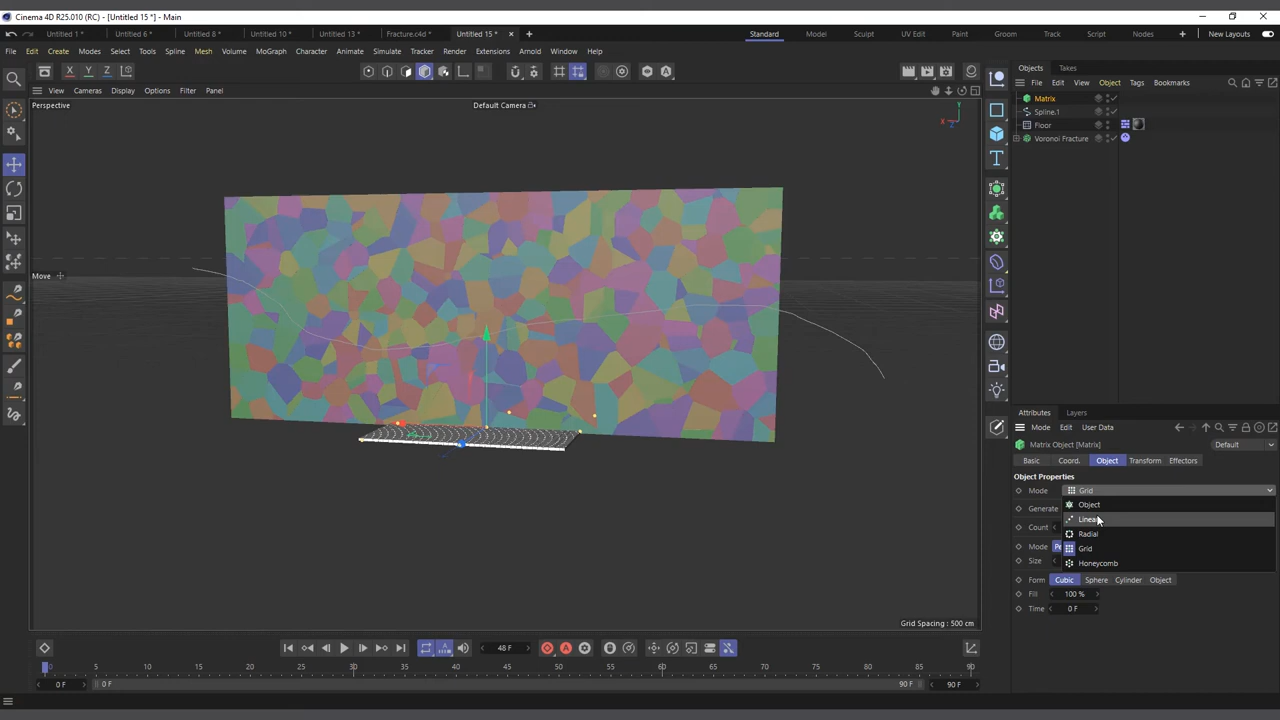 Cinema 4D R25.010 (RC) - [Untitled 15 *] - Main
Untitled 1 * Untitled 6 * Untitled 8 * Untitled 10 * Untitled 13 * Fracture.c4d * Untitled 15 * Standard Model Sculpt UV Edit Paint Groom Track Script Nodes New Layouts
File Edit Create Modes Select Tools Spline Mesh Volume MoGraph Character Animate Simulate Tracker Render Extensions Arnold Window Help
X Y Z
Objects Takes
View Cameras Display Options Filter Panel
File Edit View Object Tags Bookmarks
Perspective
Default Camera
Y
X
Z
Matrix
Spline.1
Floor
Voronoi Fracture
Move
Attributes Layers
Mode Edit User Data
Matrix Object [Matrix] Default
Basic Coord. Object Transform Effectors
Object Properties
Mode Grid
Object
Generate
Linear
Count
Radial
Mode Pe
Grid
Size
Honeycomb
Form Cubic Sphere Cylinder Object
Fill 100 %
Time 0 F
Grid Spacing : 500 cm
48 F
0 5 10 15 20 25 30 35 40 45 50 55 60 65 70 75 80 85 90
0 F 0 F 90 F 90 F